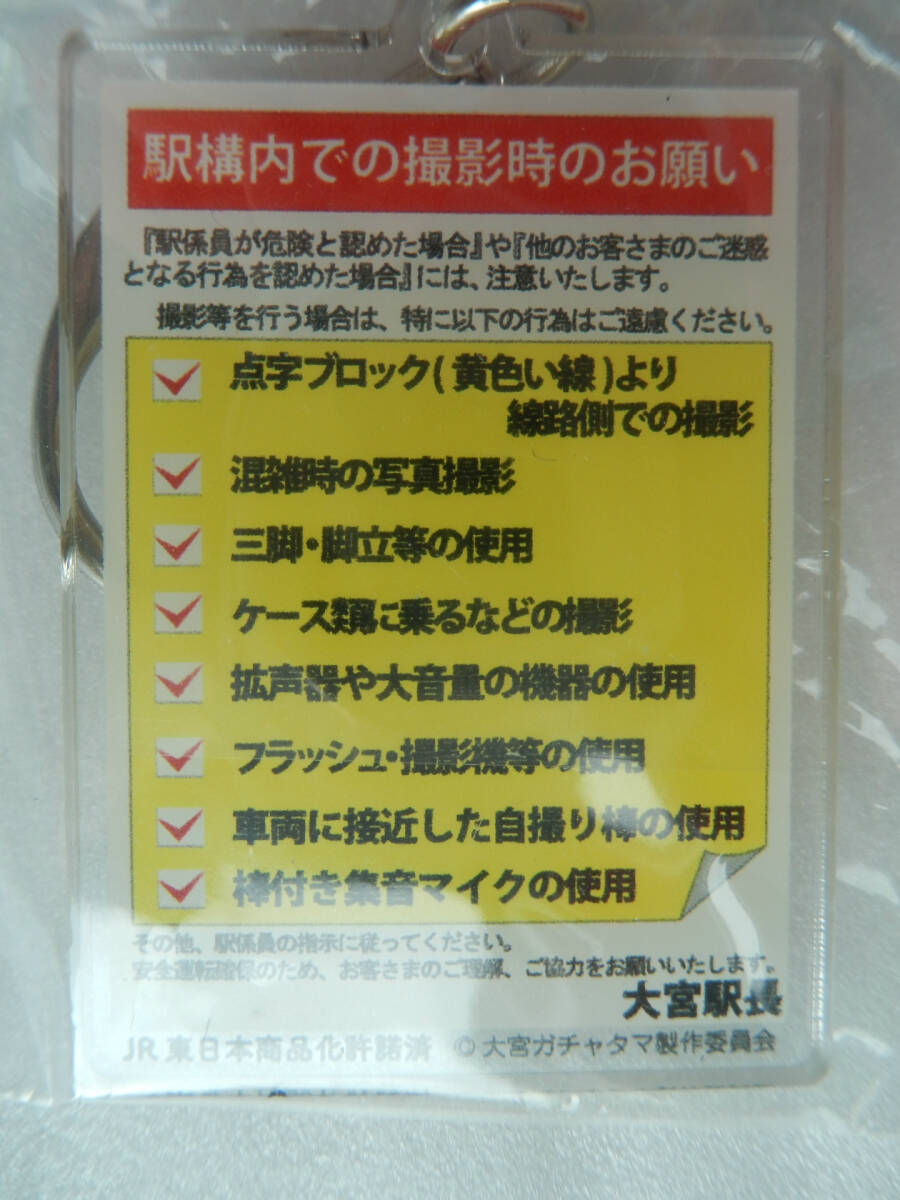 駅構内での撮影時のお願い
『駅係員が危険と認めた場合』や『他のお客さまのご迷惑
となる行為を認めた場合』には、注意いたします。
撮影等を行う場合は、特に以下の行為はご遠慮ください。
点字ブロック(黄色い線)より
線路側での撮影
混雑時の写真撮影
三脚・脚立等の使用
ケース類に乗るなどの撮影
拡声器や大音量の機器の使用
フラッシュ・撮影機等の使用
車両に接近した自撮り棒の使用
棒付き集音マイクの使用
その他、駅係員の指示に従ってください。
安全運転確保のため、お客さまのご理解、ご協力をお願いいたします。
大宮駅長
JR東日本商品化許諾済 ©大宮ガチャタマ製作委員会